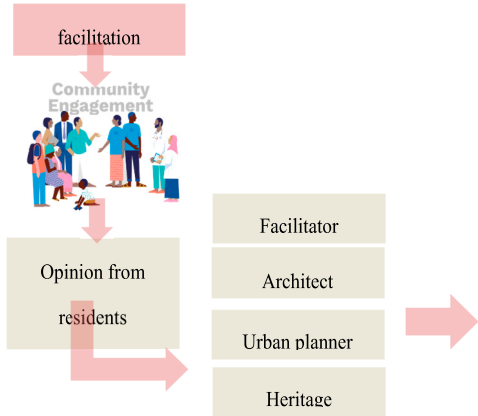 facilitation
Community
Engagement
Opinion from
residents
Facilitator
Architect
Urban planner
Heritage